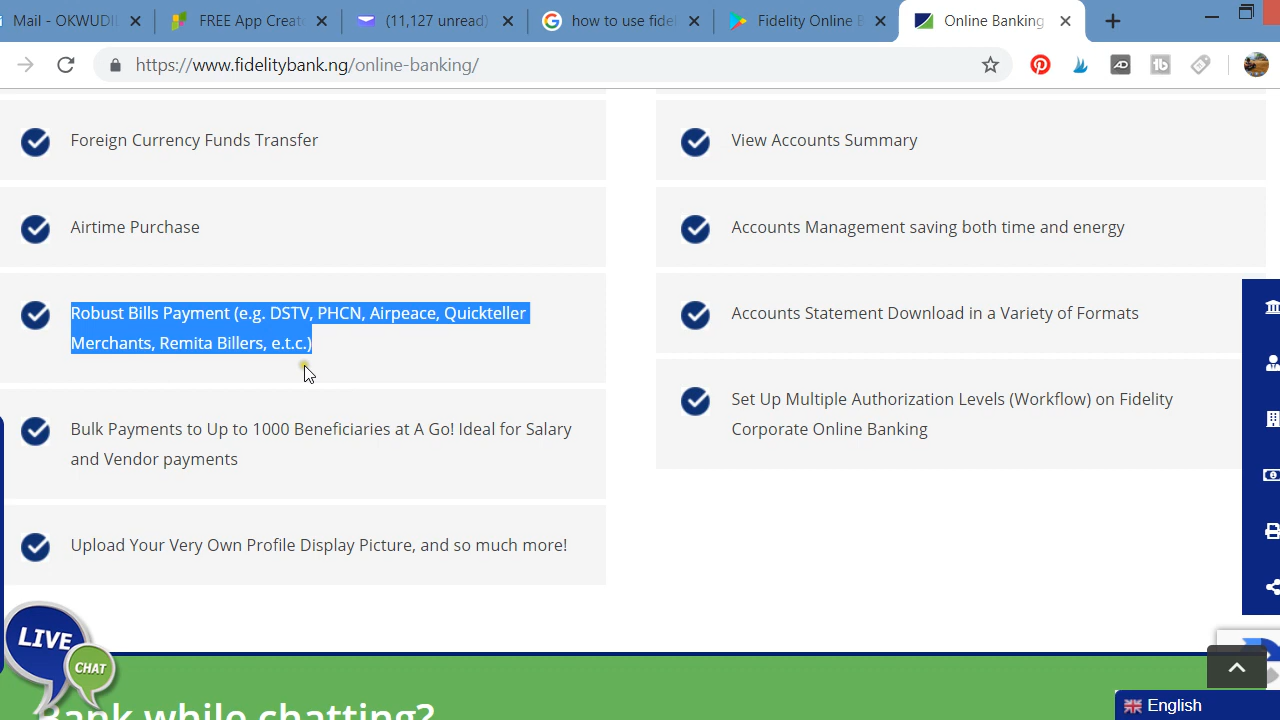 Mail - OKWUDIL
FREE App Create
(11,127 unread)
how to use fidel
Fidelity Online B
Online Banking
https://www.fidelitybank.ng/online-banking/
Foreign Currency Funds Transfer
View Accounts Summary
Airtime Purchase
Accounts Management saving both time and energy
Robust Bills Payment (e.g. DSTV, PHCN, Airpeace, Quickteller
Merchants, Remita Billers, e.t.c.)
Accounts Statement Download in a Variety of Formats
Set Up Multiple Authorization Levels (Workflow) on Fidelity
Corporate Online Banking
Bulk Payments to Up to 1000 Beneficiaries at A Go! Ideal for Salary
and Vendor payments
Upload Your Very Own Profile Display Picture, and so much more!
LIVE
CHAT
Bank while chatting?
English